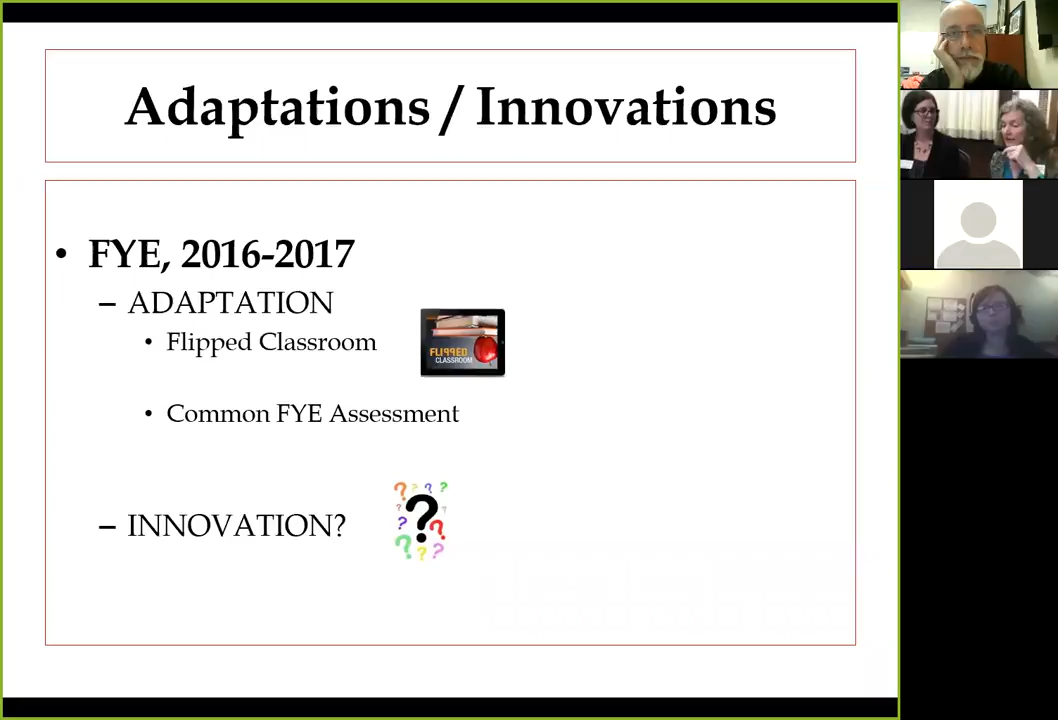 Adaptations / Innovations
• FYE, 2016-2017
– ADAPTATION
• Flipped Classroom
FLIPPED
CLASSROOM
• Common FYE Assessment
– INNOVATION?
?